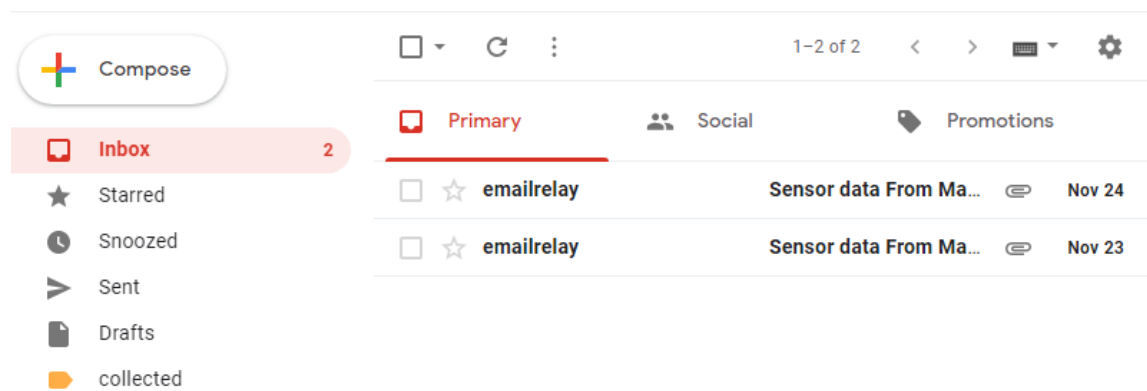 Compose
Inbox 2
Starred
Snoozed
Sent
Drafts
collected
1–2 of 2
Primary Social Promotions
emailrelay Sensor data From Ma... Nov 24
emailrelay Sensor data From Ma... Nov 23